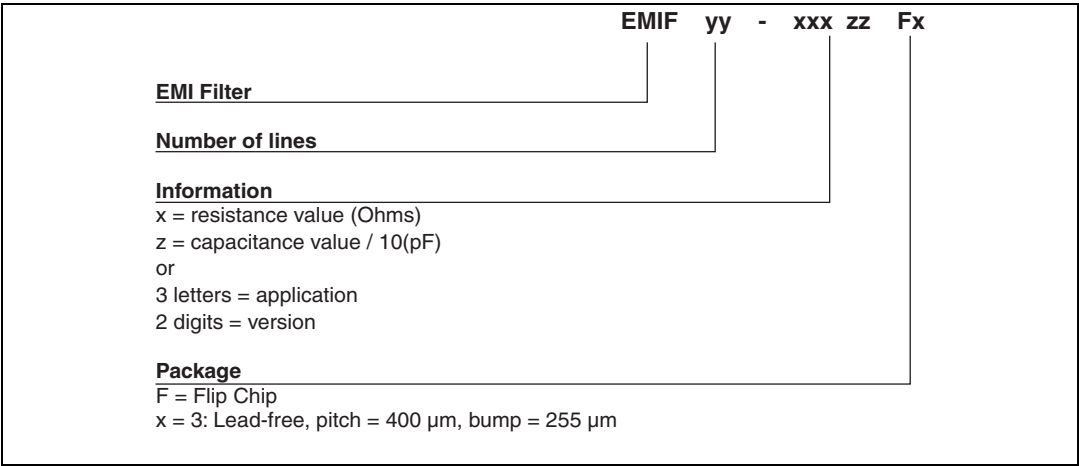 EMIF yy - xxx zz Fx
EMI Filter
Number of lines
Information
x = resistance value (Ohms)
z = capacitance value / 10(pF)
or
3 letters = application
2 digits = version
Package
F = Flip Chip
x = 3: Lead-free, pitch = 400 µm, bump = 255 µm